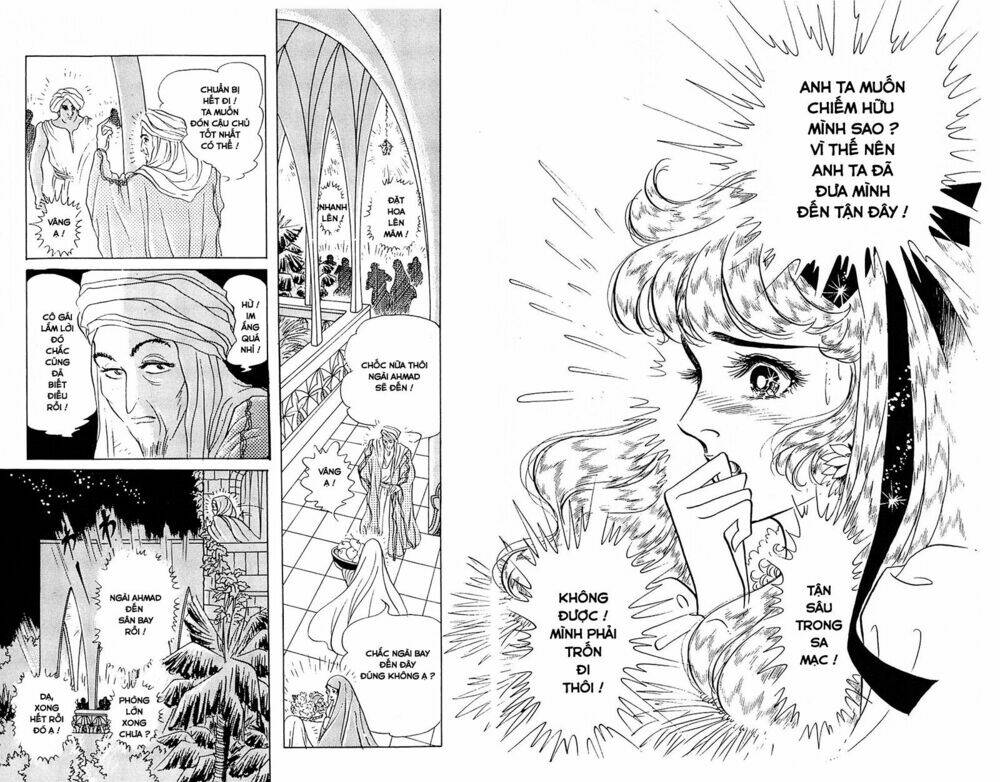 ANH TA MUỐN
CHIẾM HỮU
MÌNH SAO ?
VÌ THẾ NÊN
ANH TA ĐÃ
ĐƯA MÌNH
ĐẾN TẬN ĐÂY !
TẬN
SÂU
TRONG
SA
MẠC !
KHÔNG
ĐƯỢC !
MÌNH PHẢI
TRỐN
ĐI
THÔI !
ĐẶT
HOA
LÊN
MÂM !
NHANH
LÊN !
CHỐC NỮA THÔI
NGÀI AHMAD
SẼ ĐẾN !
VÂNG
Ạ !
CHẮC NGÀI BAY
ĐẾN ĐÂY
ĐÚNG KHÔNG Ạ ?
CHUẨN BỊ
HẾT ĐI !
TA MUỐN
ĐÓN CẬU CHỦ
TỐT NHẤT
CÓ THỂ !
VÂNG
Ạ !
HỪ !
IM
ẮNG
QUÁ
NHỈ !
CÔ GÁI
LẮM LỜI
ĐÓ
CHẮC
CŨNG
ĐÃ
BIẾT
ĐIỀU
RỒI !
NGÀI AHMAD
ĐẾN
SÂN BAY
RỒI !
PHÒNG
LỚN
XONG
CHƯA ?
DẠ,
XONG
HẾT RỒI
ĐÓ Ạ !